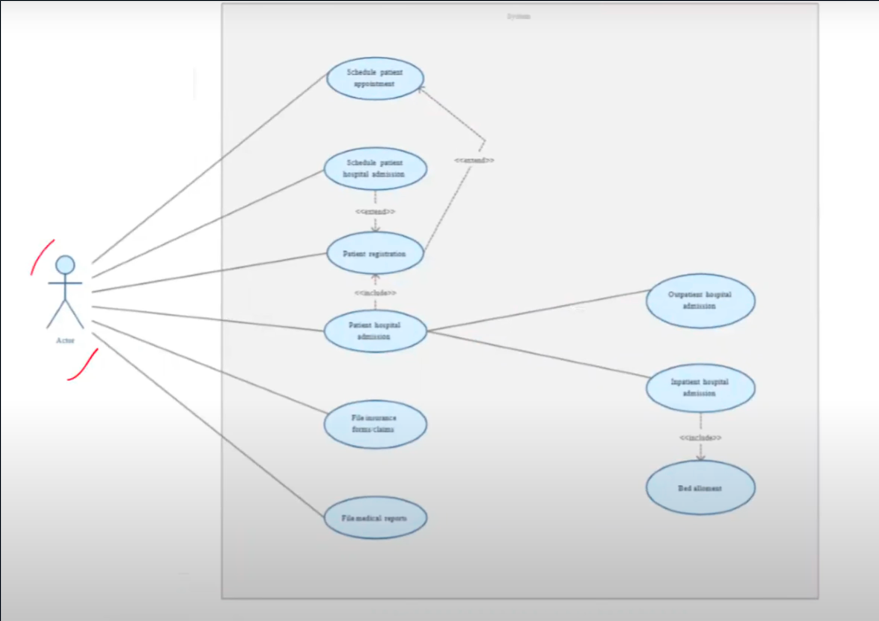 System
Schedule patient
appointment
<<extend>>
Schedule patient
hospital admission
<<extend>>
Patient registration
<<include>>
Patient hospital
admission
Outpatient hospital
admission
Actor
Inpatient hospital
admission
File insurance
forms/claims
<<include>>
Bed allotment
File medical reports